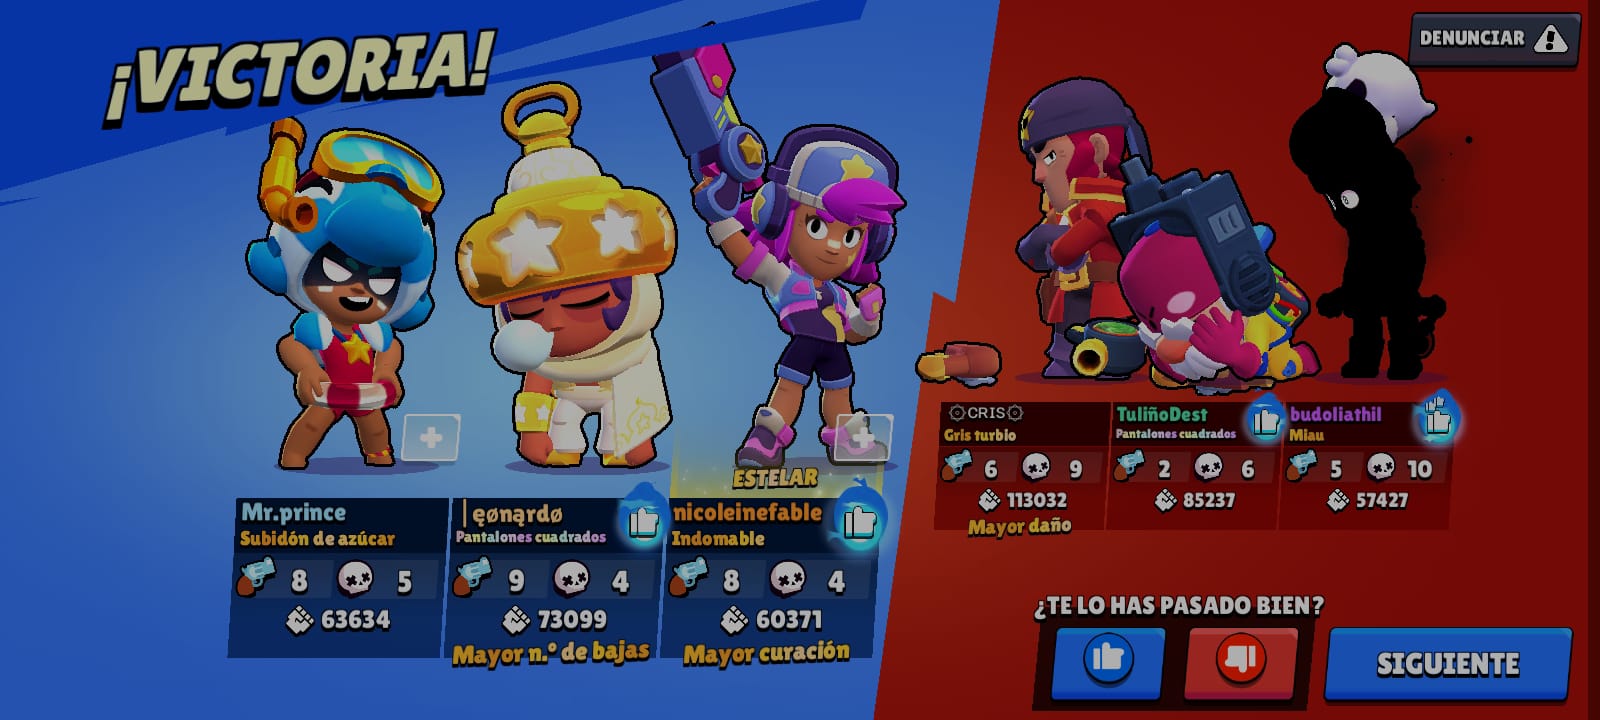 ¡VICTORIA!
DENUNCIAR
ESTELAR
Mr.prince
Subidón de azúcar
8 5
63634
|ęønąrdø
Pantalones cuadrados
9 4
73099
Mayor n.º de bajas
nicoleinefable
Indomable
8 4
60371
Mayor curación
۞CRIS۞
Gris turbio
6 9
113032
Mayor daño
TuliñoDest
Pantalones cuadrados
2 6
85237
budoliathil
Miau
5 10
57427
¿TE LO HAS PASADO BIEN?
SIGUIENTE